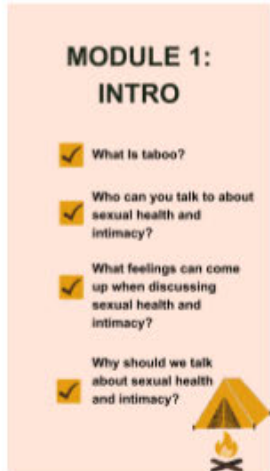 MODULE 1:
INTRO
What is taboo?
Who can you talk to about
sexual health and
intimacy?
What feelings can come
up when discussing
sexual health and
intimacy?
Why should we talk
about sexual health
and intimacy?